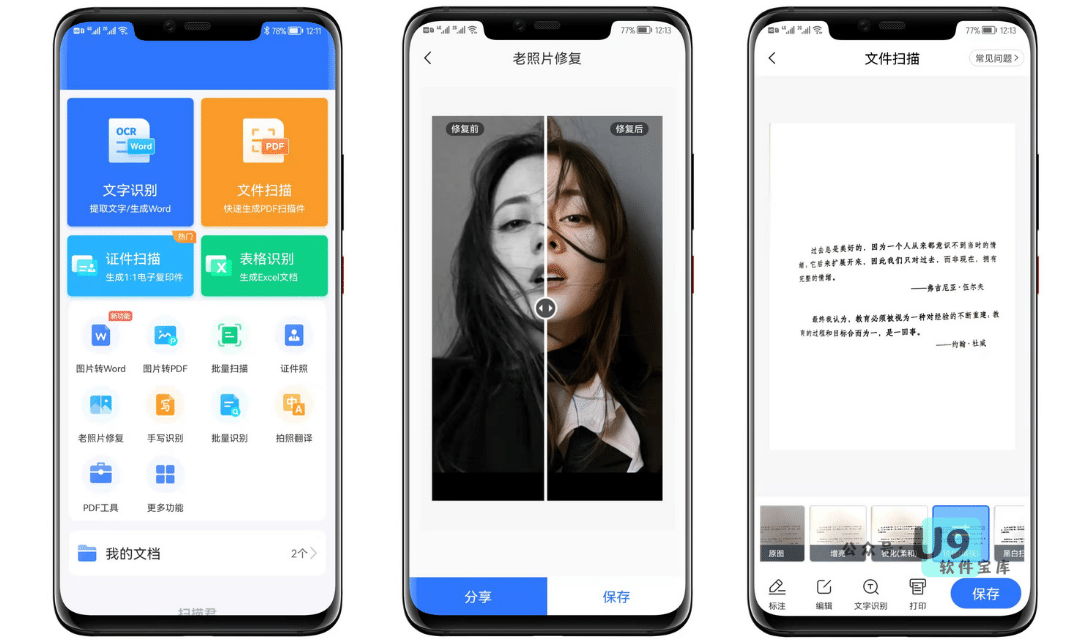 78% 12:11
OCR
Word
文字识别
提取文字/生成Word
PDF
文件扫描
快速生成PDF扫描件
热门
证件扫描
生成1:1电子复印件
X
表格识别
生成Excel文档
新功能
W
图片转Word
图片转PDF
批量扫描
证件照
写
中A
老照片修复
手写识别
批量识别
拍照翻译
PDF工具
更多功能
我的文档
2个
扫描君
77% 12:13
老照片修复
修复前
修复后
分享
保存
77% 12:13
文件扫描
常见问题
过去总是美好的，因为一个人从来都意识不到当时的情
绪，它后来扩展开来，因此我们只对过去，而非现在，拥有
完整的情绪。
——弗吉尼亚·伍尔夫
最终我认为，教育必须被视为一种对经验的不断重建，教
育的过程和目标合而为一，是一回事。
——约翰·杜威
原图
增亮
锐化(柔和)
黑白扫
公众号·U9
软件宝库
标注
编辑
T
文字识别
打印
保存